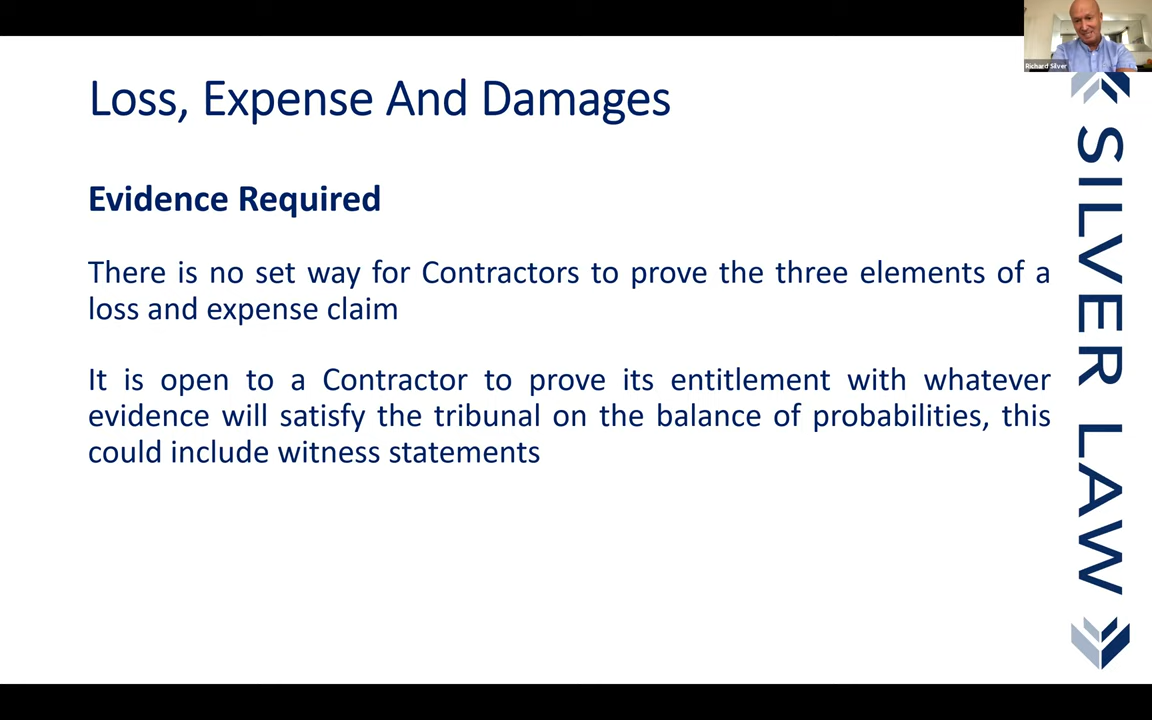 Richard Silver
Loss, Expense And Damages
Evidence Required
There is no set way for Contractors to prove the three elements of a
loss and expense claim
It is open to a Contractor to prove its entitlement with whatever
evidence will satisfy the tribunal on the balance of probabilities, this
could include witness statements
SILVER LAW